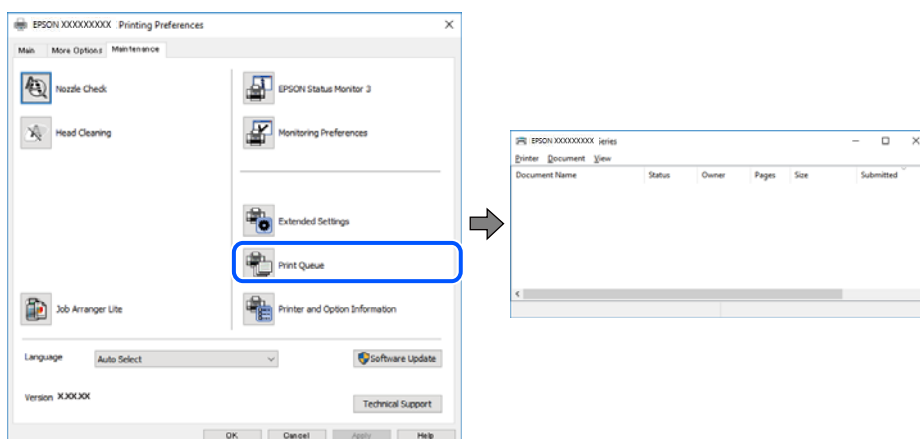 EPSON XXXXXXXXX Printing Preferences
Main More Options Maintenance
Nozzle Check
EPSON Status Monitor 3
Head Cleaning
Monitoring Preferences
Extended Settings
Print Queue
Job Arranger Lite
Printer and Option Information
Language Auto Select Software Update
Version X.XX.XX
Technical Support
OK Cancel Apply Help
EPSON XXXXXXXXX ieries
Printer Document View
Document Name Status Owner Pages Size Submitted